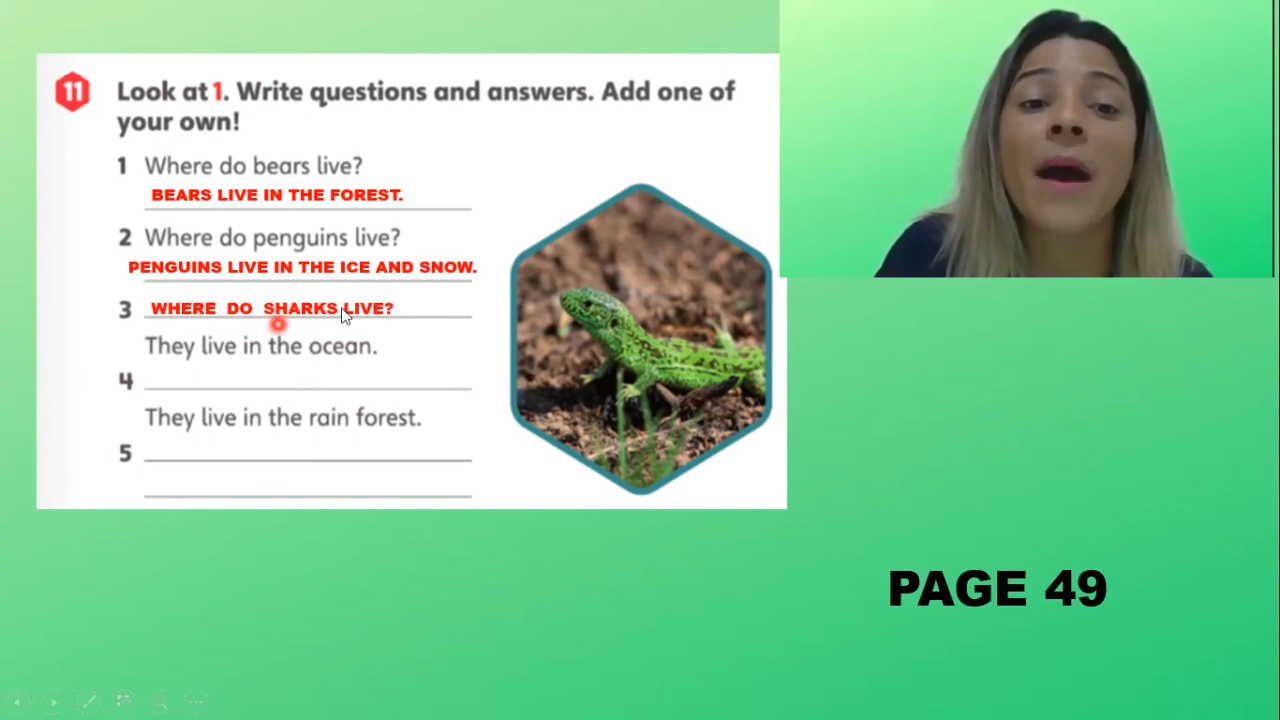 11 Look at 1. Write questions and answers. Add one of
your own!
1 Where do bears live?
BEARS LIVE IN THE FOREST.
2 Where do penguins live?
PENGUINS LIVE IN THE ICE AND SNOW.
3 WHERE DO SHARKS LIVE?
They live in the ocean.
4
They live in the rain forest.
5
PAGE 49